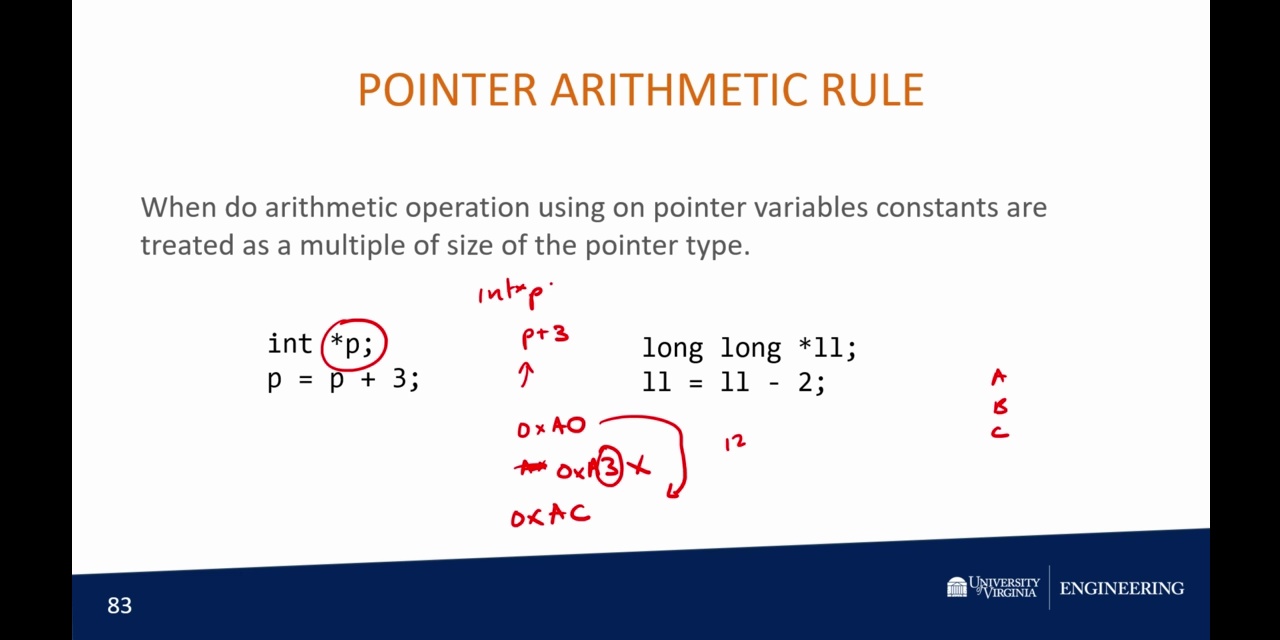 POINTER ARITHMETIC RULE
When do arithmetic operation using on pointer variables constants are
treated as a multiple of size of the pointer type.
int *p;
p = p + 3;
int*p
p+3
0xA0
0xA3 X
0xAC
long long *ll;
ll = ll - 2;
12
A
B
C
83
UNIVERSITY
of VIRGINIA
ENGINEERING